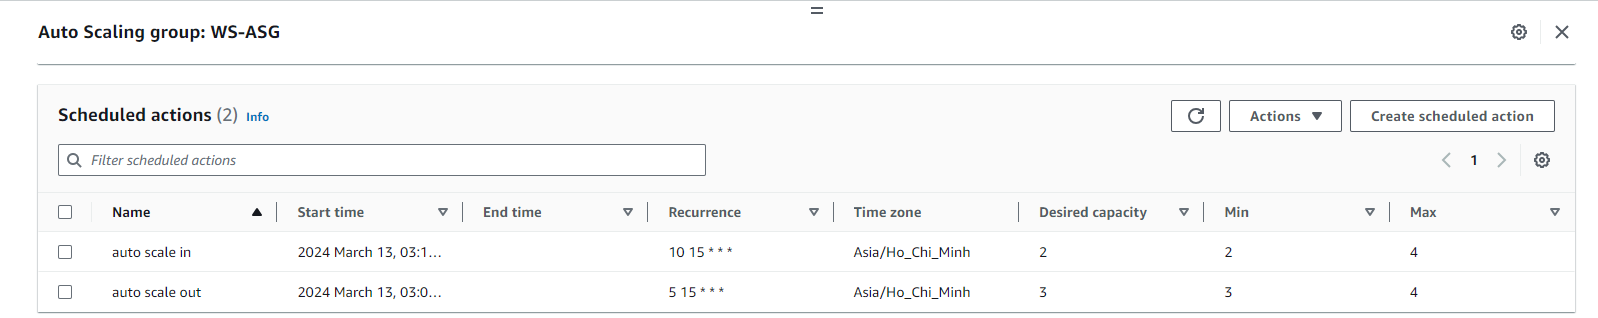 Auto Scaling group: WS-ASG
Scheduled actions (2) Info
Actions
Create scheduled action
Filter scheduled actions
1
Name Start time End time Recurrence Time zone Desired capacity Min Max
auto scale in 2024 March 13, 03:1... 10 15 * * * Asia/Ho_Chi_Minh 2 2 4
auto scale out 2024 March 13, 03:0... 5 15 * * * Asia/Ho_Chi_Minh 3 3 4